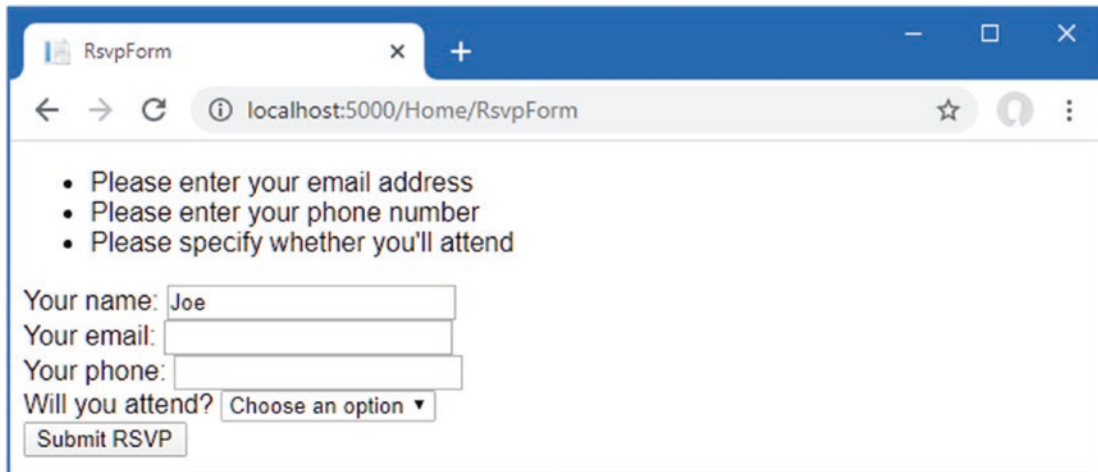 RsvpForm
localhost:5000/Home/RsvpForm
• Please enter your email address
• Please enter your phone number
• Please specify whether you'll attend
Your name: Joe
Your email:
Your phone:
Will you attend? Choose an option
Submit RSVP